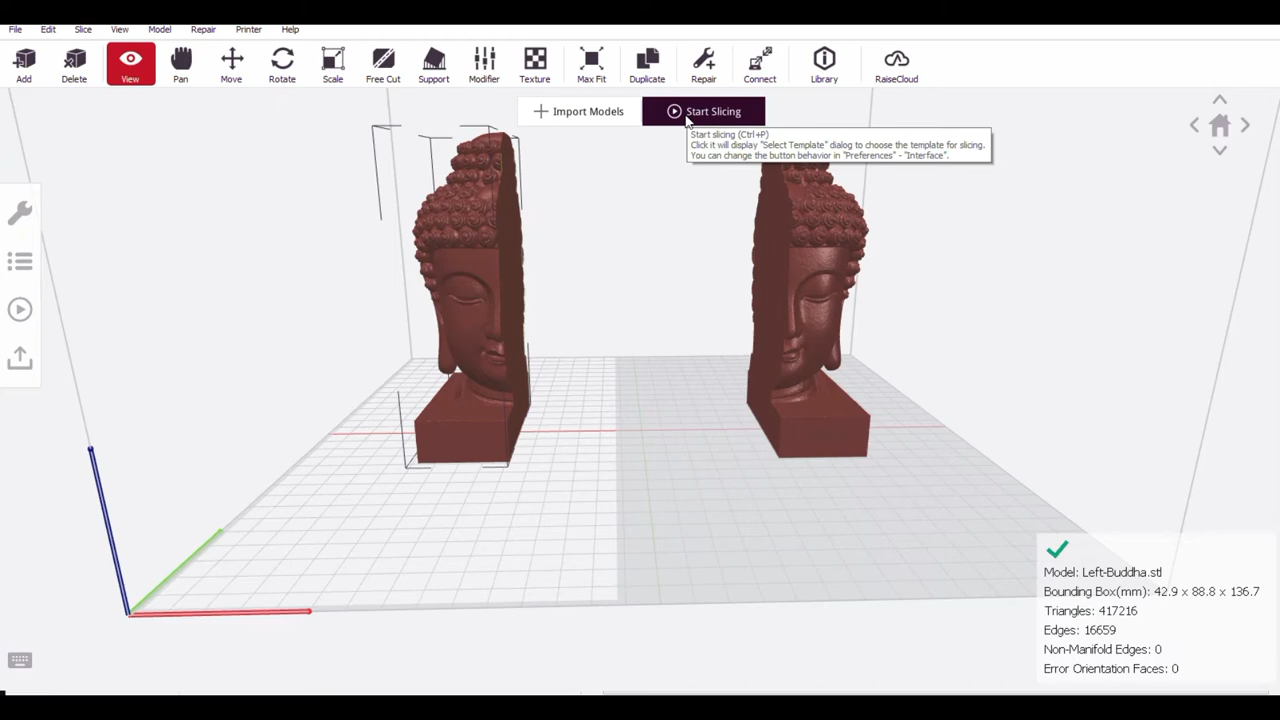 File Edit Slice View Model Repair Printer Help
Add Delete View Pan Move Rotate Scale Free Cut Support Modifier Texture Max Fit Duplicate Repair Connect Library RaiseCloud
Import Models Start Slicing
Start slicing (Ctrl+P)
Click it will display "Select Template" dialog to choose the template for slicing.
You can change the button behavior in "Preferences" - "Interface".
Model: Left-Buddha.stl
Bounding Box(mm): 42.9 x 88.8 x 136.7
Triangles: 417216
Edges: 16659
Non-Manifold Edges: 0
Error Orientation Faces: 0